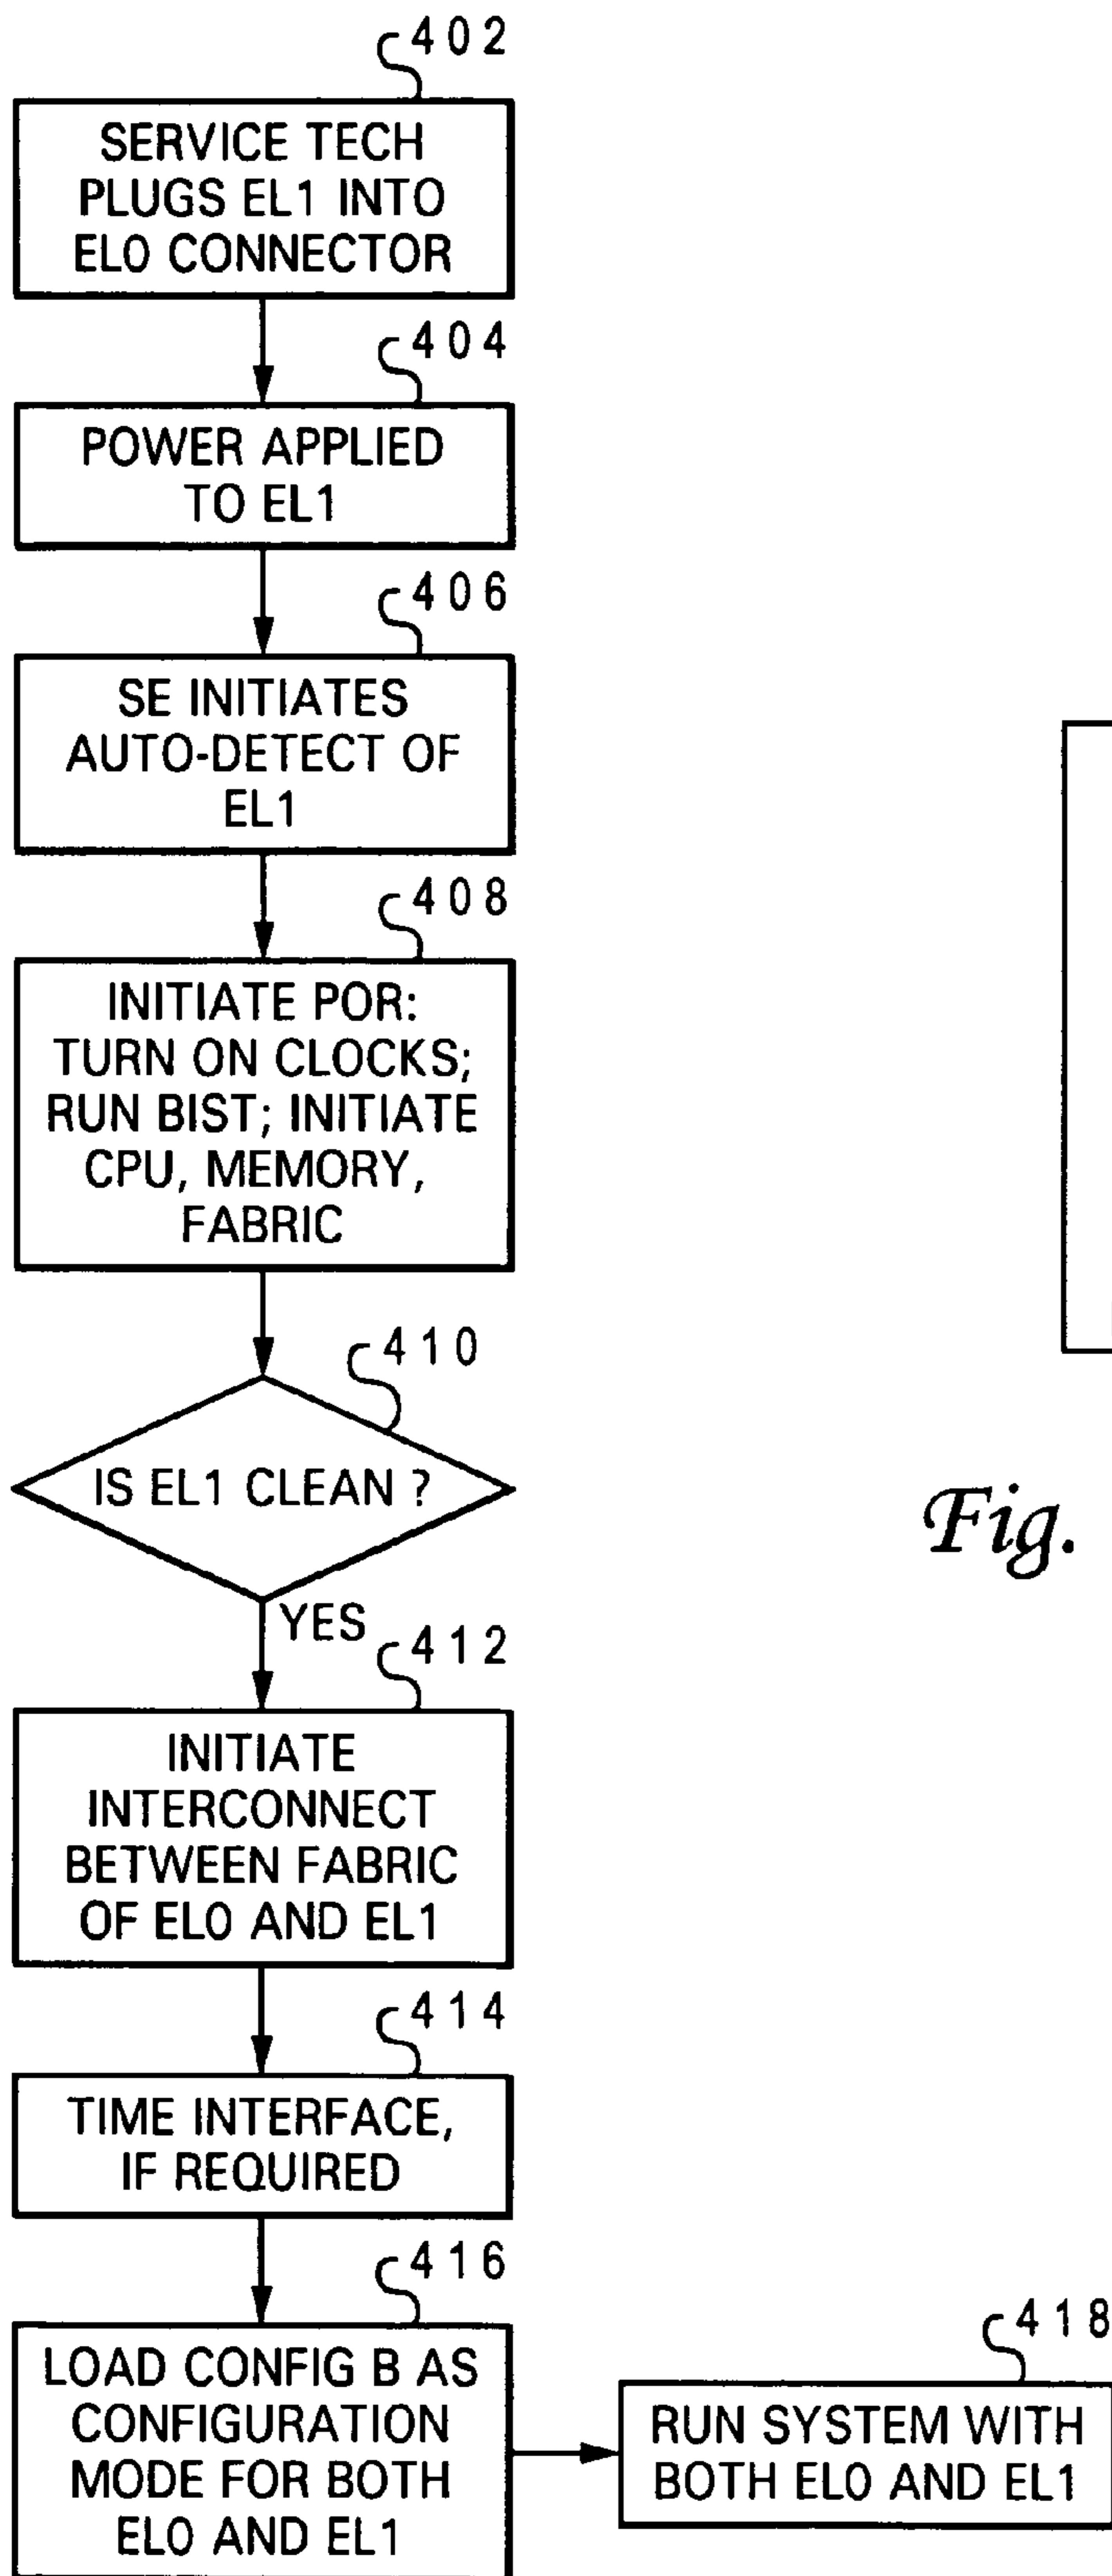 402
SERVICE TECH
PLUGS EL1 INTO
EL0 CONNECTOR
404
POWER APPLIED
TO EL1
406
SE INITIATES
AUTO-DETECT OF
EL1
408
INITIATE POR:
TURN ON CLOCKS;
RUN BIST; INITIATE
CPU, MEMORY,
FABRIC
410
IS EL1 CLEAN ?
YES
412
INITIATE
INTERCONNECT
BETWEEN FABRIC
OF EL0 AND EL1
414
TIME INTERFACE,
IF REQUIRED
416
LOAD CONFIG B AS
CONFIGURATION
MODE FOR BOTH
EL0 AND EL1
418
RUN SYSTEM WITH
BOTH EL0 AND EL1
Fig.